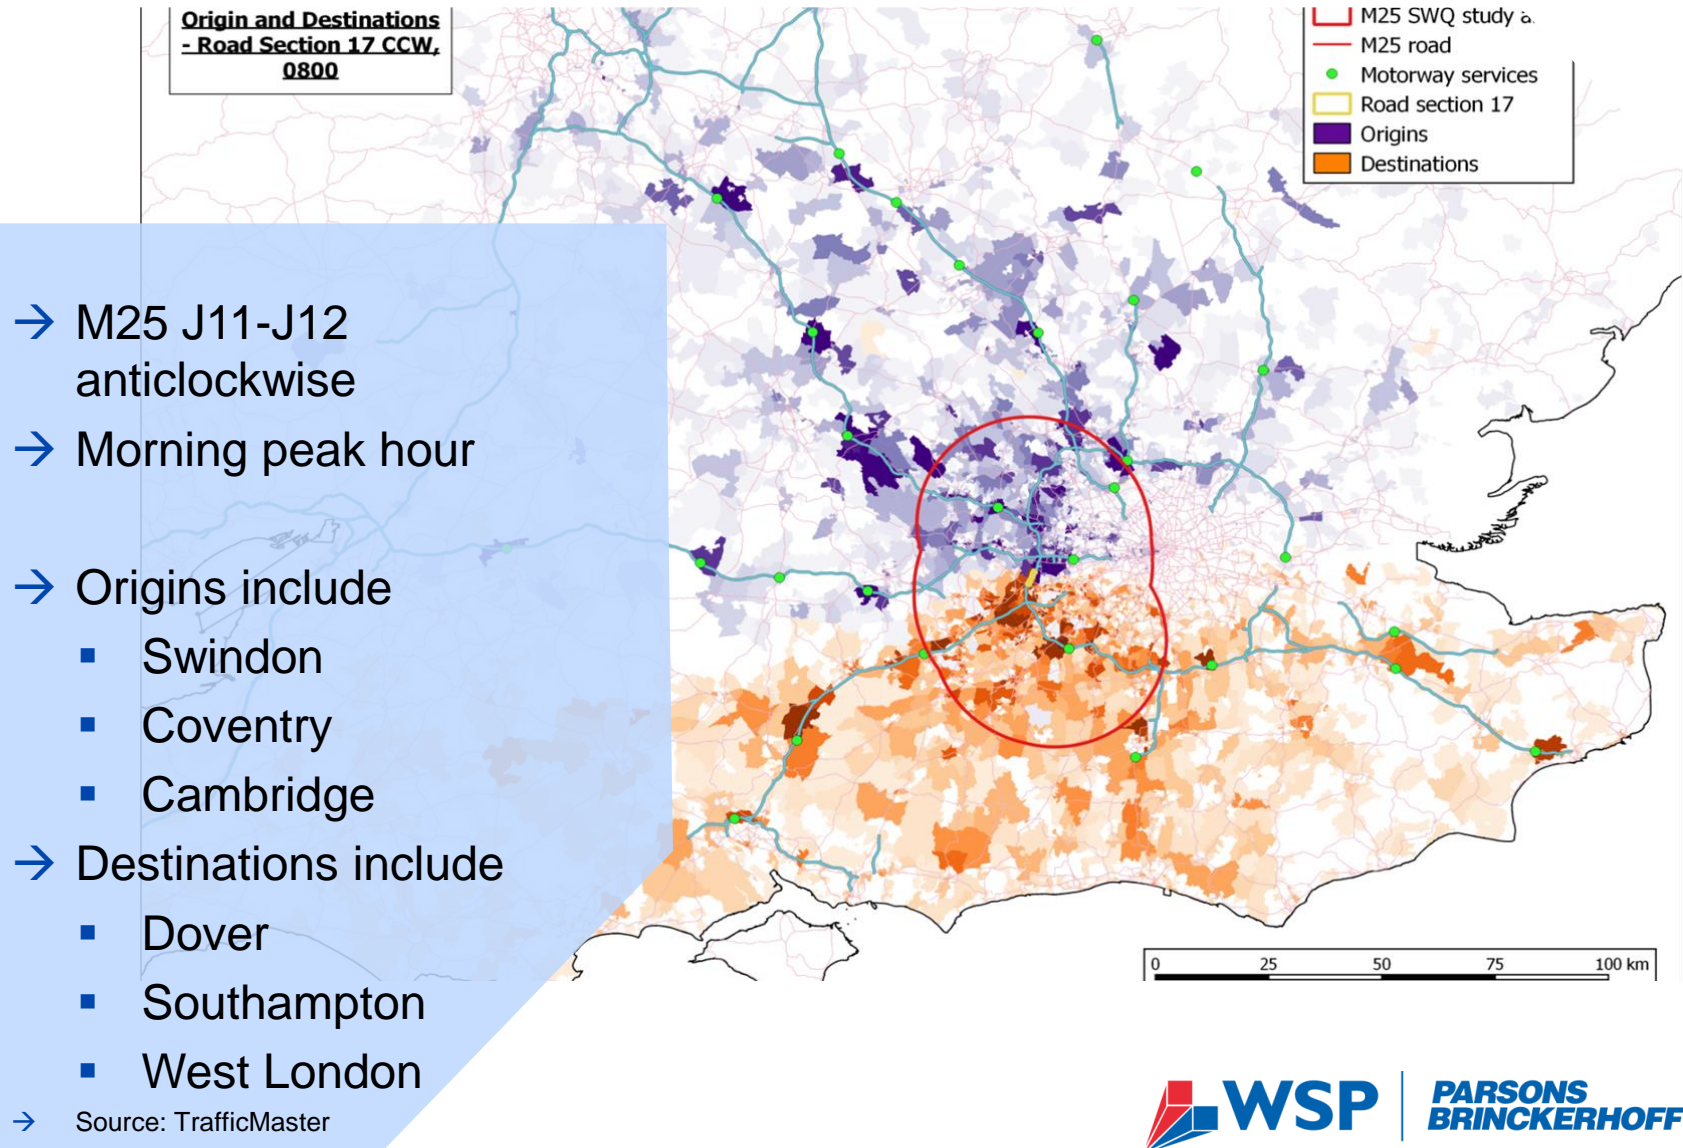 Origin and Destinations
- Road Section 17 CCW,
0800
M25 SWQ study
M25 road
Motorway services
Road section 17
Origins
Destinations
→ M25 J11-J12
anticlockwise
→ Morning peak hour
→ Origins include
▪ Swindon
▪ Coventry
▪ Cambridge
→ Destinations include
▪ Dover
▪ Southampton
▪ West London
→ Source: TrafficMaster
0 25 50 75 100 km
WSP | PARSONS
BRINCKERHOFF